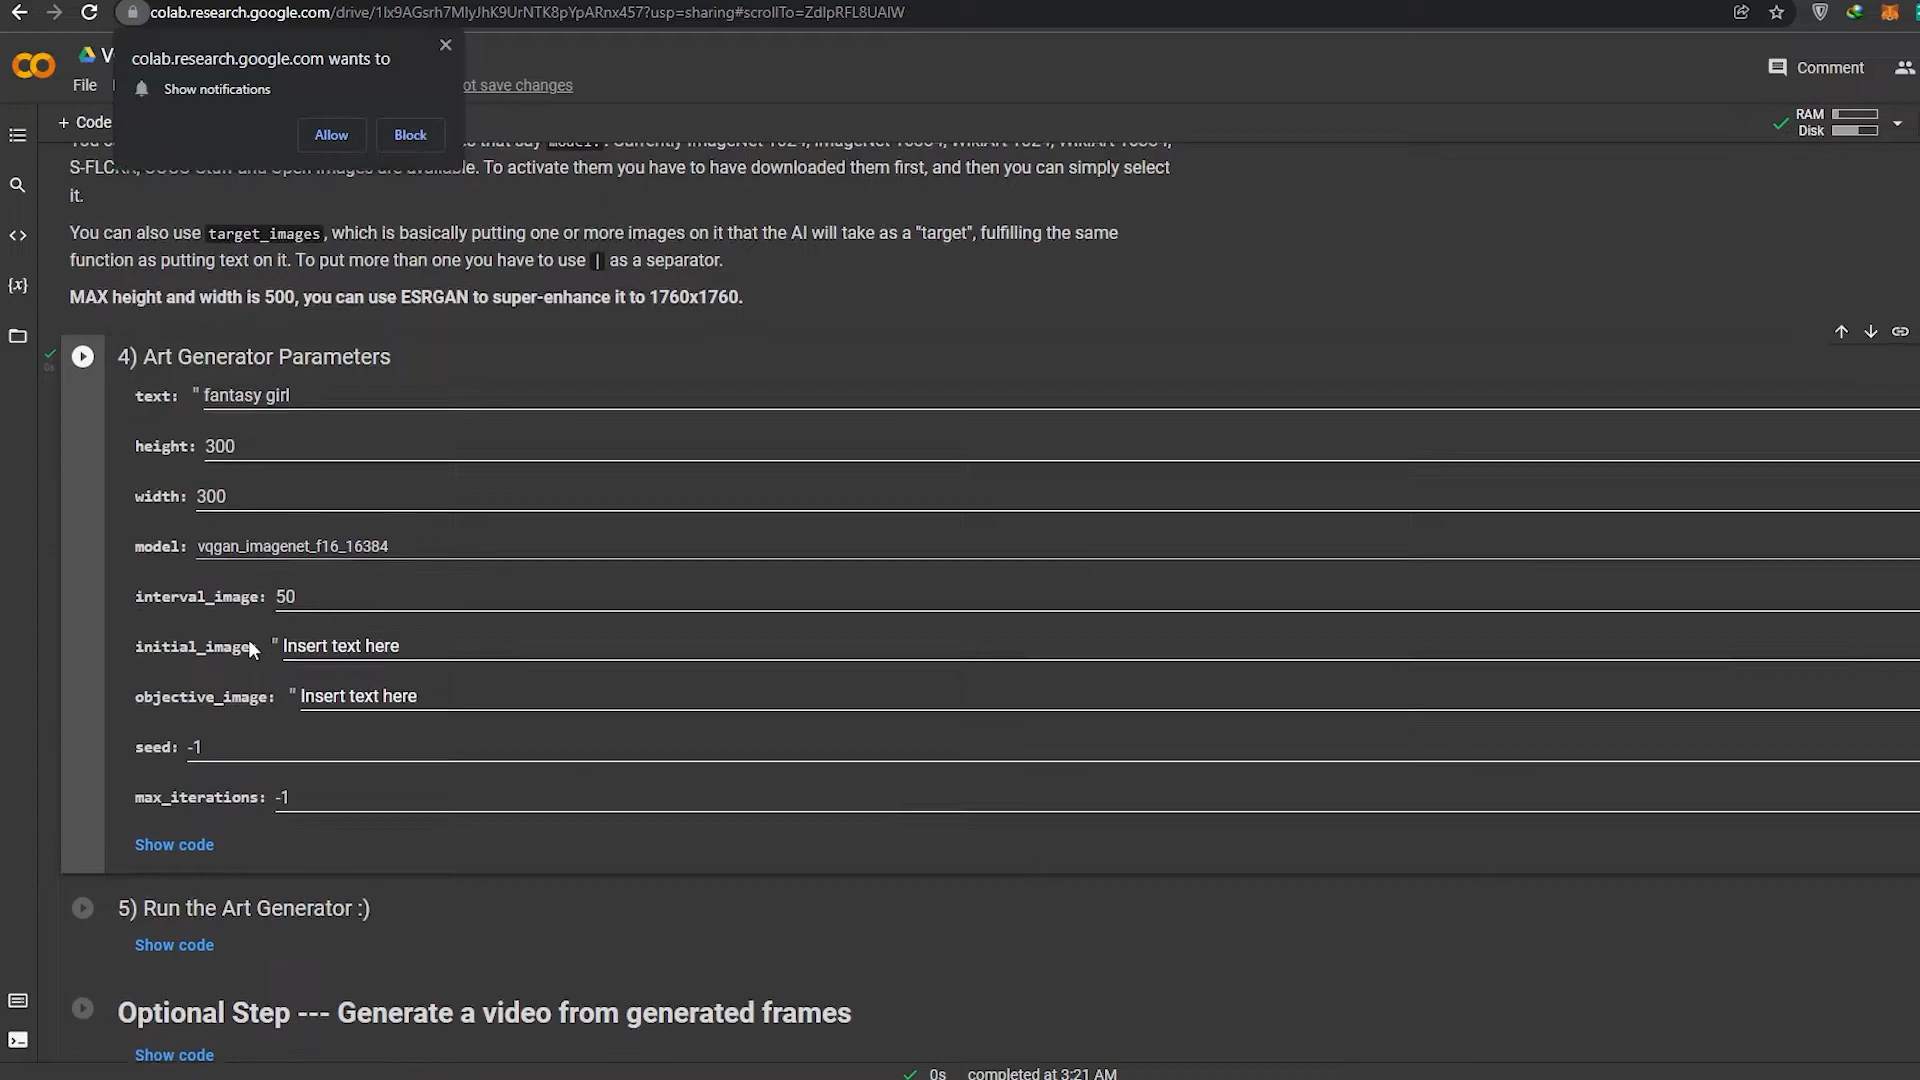 colab.research.google.com/drive/1Ix9AGsrh7MlyJhK9UrNTK8pYpARnx457?usp=sharing#scrollTo=ZdlpRFL8UAlW
colab.research.google.com wants to
Show notifications
Allow
Block
File
ot save changes
Comment
+ Code
RAM
Disk
. To activate them you have to have downloaded them first, and then you can simply select
it.
You can also use target_images, which is basically putting one or more images on it that the AI will take as a "target", fulfilling the same
function as putting text on it. To put more than one you have to use | as a separator.
MAX height and width is 500, you can use ESRGAN to super-enhance it to 1760x1760.
4) Art Generator Parameters
text: " fantasy girl
height: 300
width: 300
model: vqgan_imagenet_f16_16384
interval_image: 50
initial_image: " Insert text here
objective_image: " Insert text here
seed: -1
max_iterations: -1
Show code
5) Run the Art Generator :)
Show code
Optional Step --- Generate a video from generated frames
Show code
0s completed at 3:21 AM